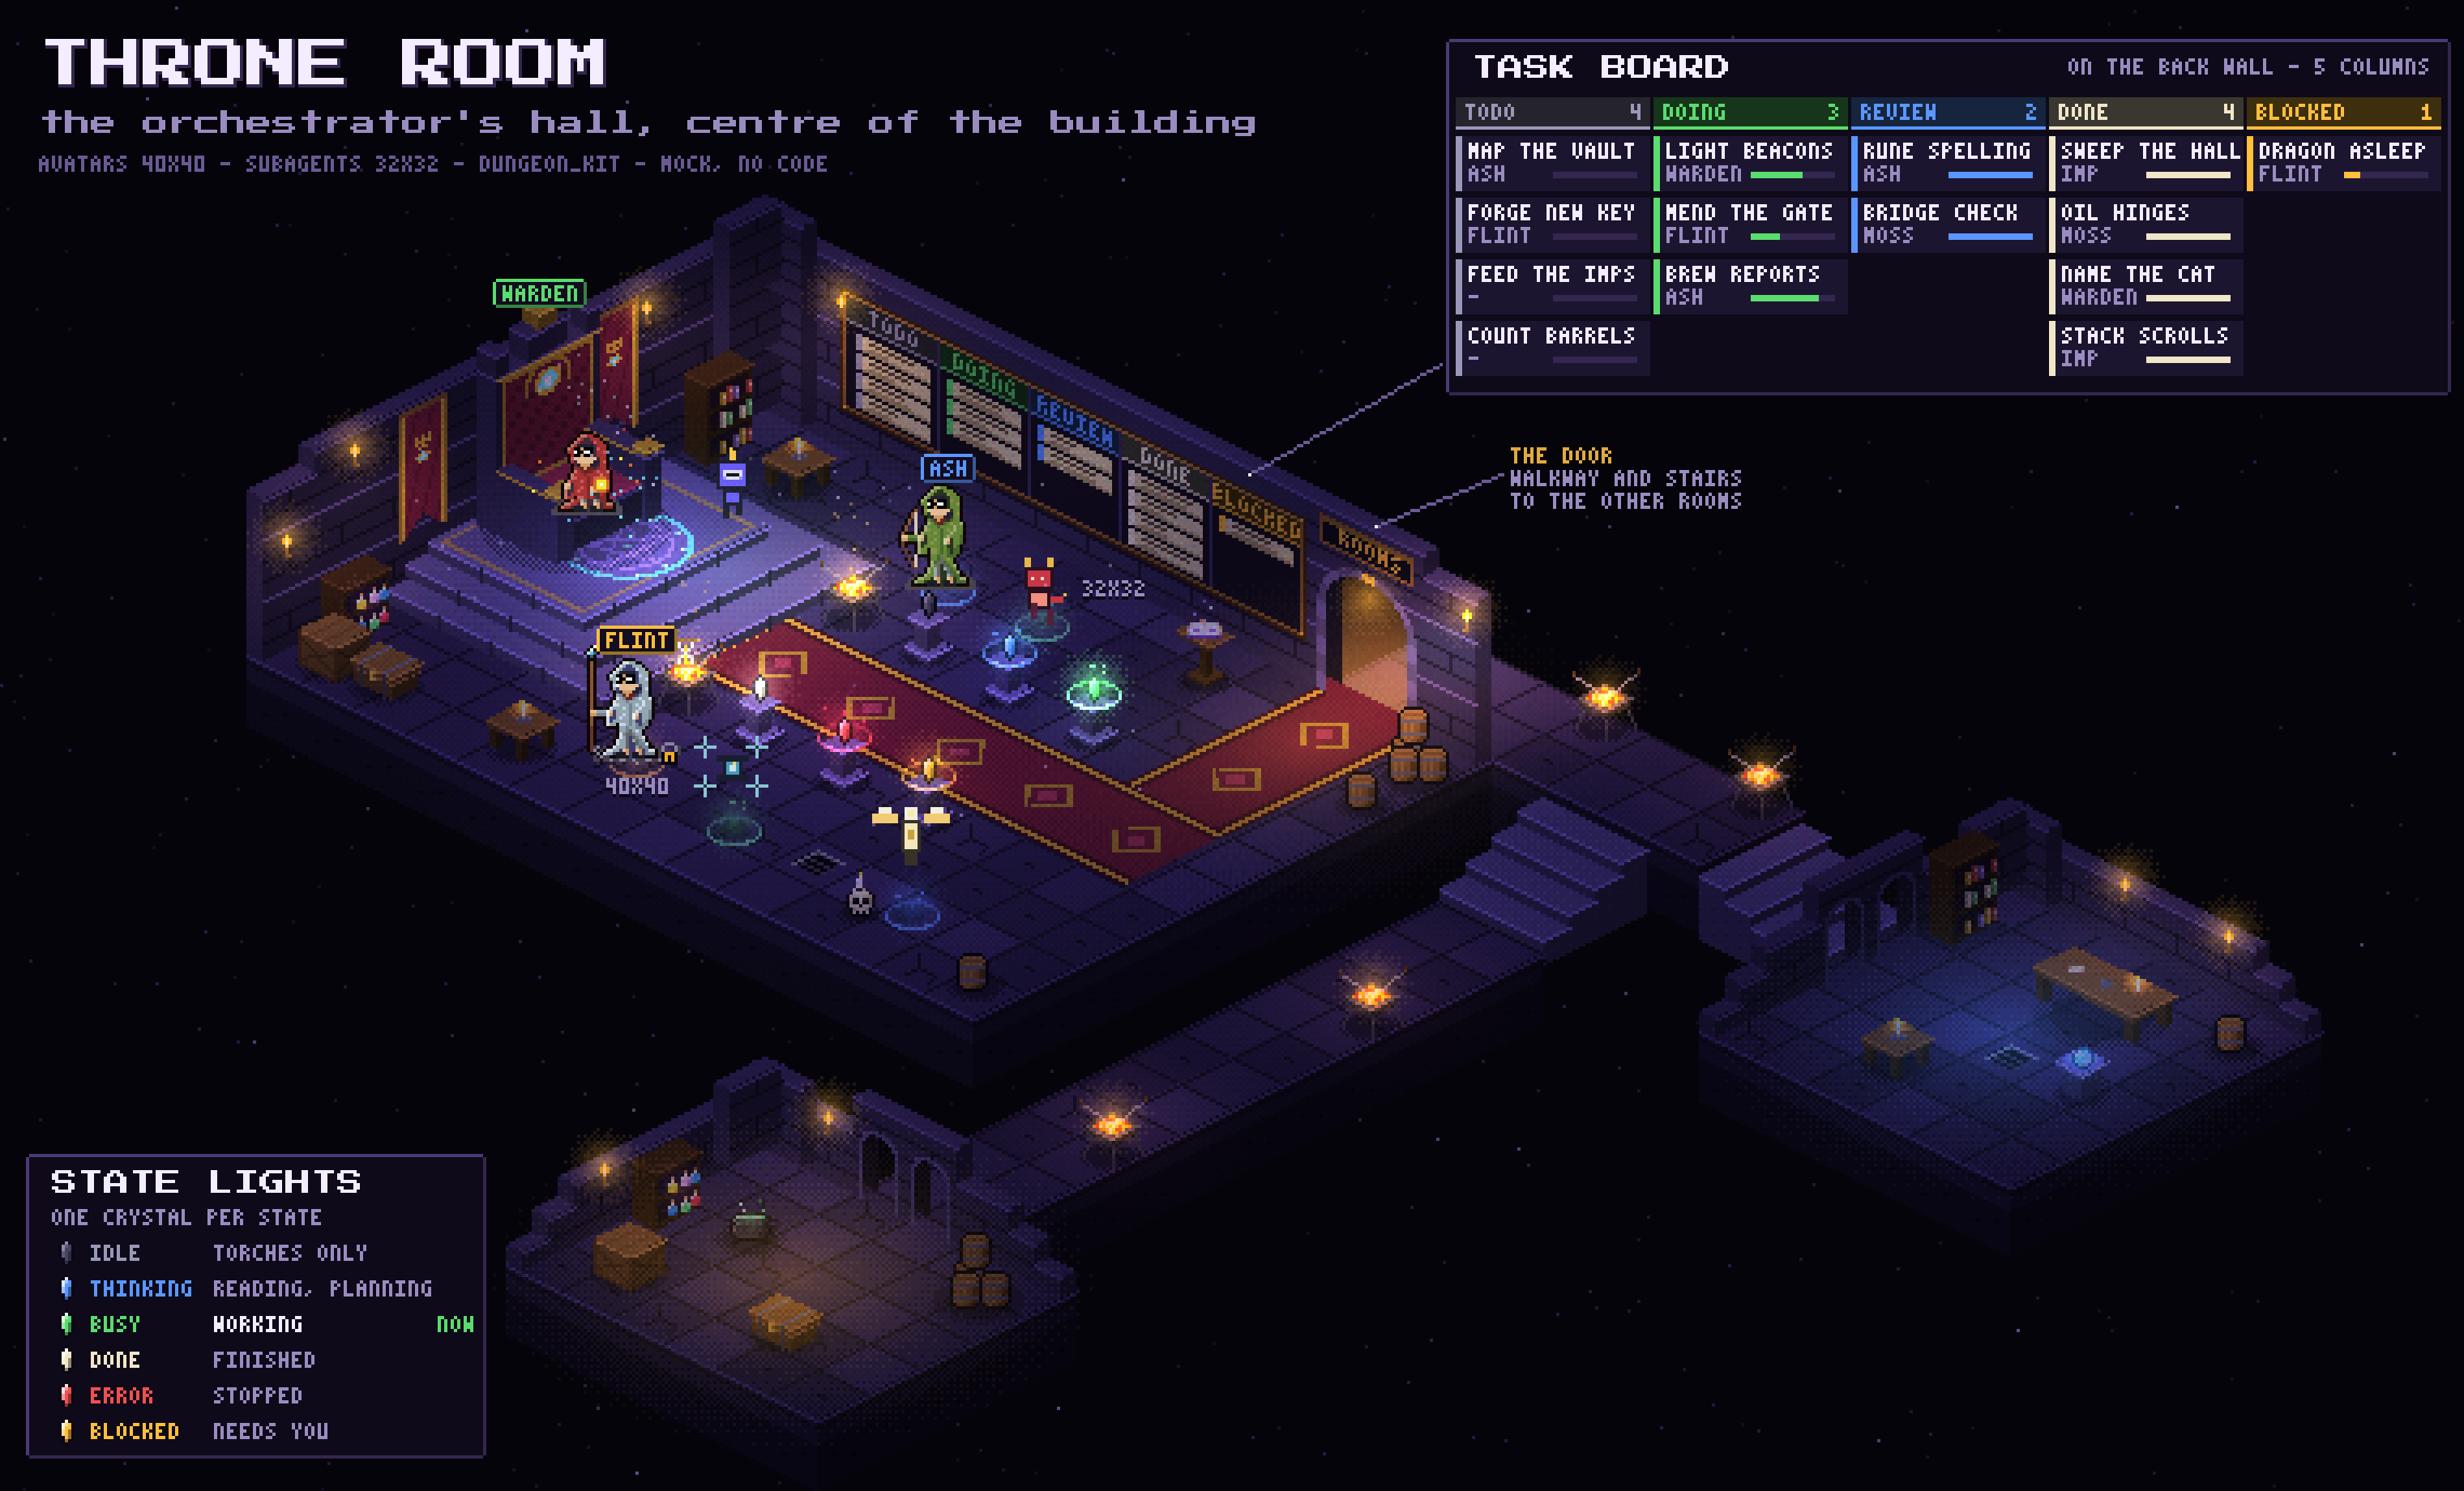 THRONE ROOM
the orchestrator's hall, centre of the building
AVATARS 40X40 - SUBAGENTS 32X32 - DUNGEON_KIT - MOCK, NO CODE
TASK BOARD
ON THE BACK WALL - 5 COLUMNS
TODO 4
MAP THE VAULT
ASH
FORGE NEW KEY
FLINT
FEED THE IMPS
-
COUNT BARRELS
-
DOING 3
LIGHT BEACONS
WARDEN
MEND THE GATE
FLINT
BREW REPORTS
ASH
REVIEW 2
RUNE SPELLING
ASH
BRIDGE CHECK
MOSS
DONE 4
SWEEP THE HALL
IMP
OIL HINGES
MOSS
NAME THE CAT
WARDEN
STACK SCROLLS
IMP
BLOCKED 1
DRAGON ASLEEP
FLINT
WARDEN
TODO
DOING
REVIEW
DONE
BLOCKED
ROOMS
THE DOOR
WALKWAY AND STAIRS
TO THE OTHER ROOMS
ASH
32X32
FLINT
40X40
STATE LIGHTS
ONE CRYSTAL PER STATE
IDLE TORCHES ONLY
THINKING READING, PLANNING
BUSY WORKING NOW
DONE FINISHED
ERROR STOPPED
BLOCKED NEEDS YOU